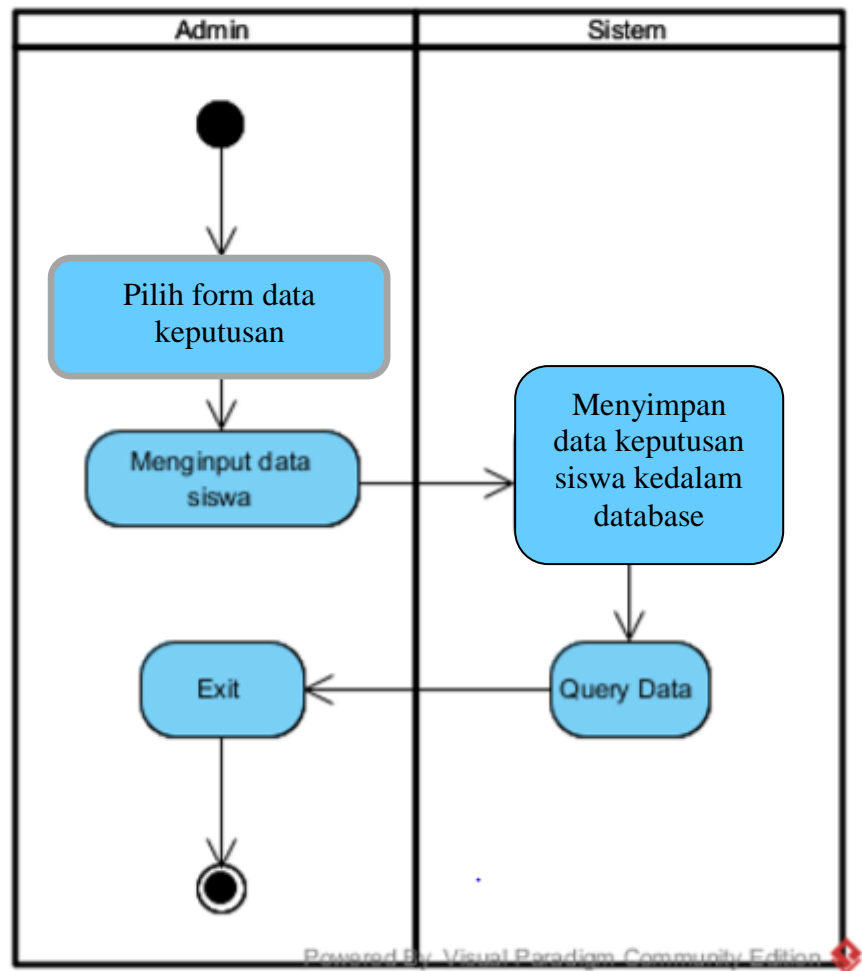 Admin
Sistem
Pilih form data
keputusan
Menginput data
siswa
Menyimpan
data keputusan
siswa kedalam
database
Exit
Query Data
Powered By Visual Paradigm Community Edition